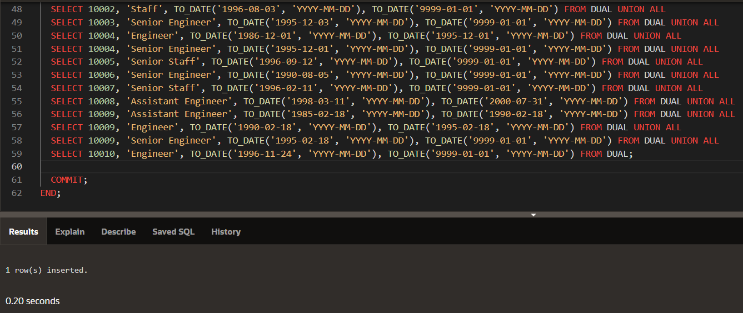 48 SELECT 10002, 'Staff', TO_DATE('1996-08-03', 'YYYY-MM-DD'), TO_DATE('9999-01-01', 'YYYY-MM-DD') FROM DUAL UNION ALL
49 SELECT 10003, 'Senior Engineer', TO_DATE('1995-12-03', 'YYYY-MM-DD'), TO_DATE('9999-01-01', 'YYYY-MM-DD') FROM DUAL UNION ALL
50 SELECT 10004, 'Engineer', TO_DATE('1986-12-01', 'YYYY-MM-DD'), TO_DATE('1995-12-01', 'YYYY-MM-DD') FROM DUAL UNION ALL
51 SELECT 10004, 'Senior Engineer', TO_DATE('1995-12-01', 'YYYY-MM-DD'), TO_DATE('9999-01-01', 'YYYY-MM-DD') FROM DUAL UNION ALL
52 SELECT 10005, 'Senior Staff', TO_DATE('1996-09-12', 'YYYY-MM-DD'), TO_DATE('9999-01-01', 'YYYY-MM-DD') FROM DUAL UNION ALL
53 SELECT 10006, 'Senior Engineer', TO_DATE('1990-08-05', 'YYYY-MM-DD'), TO_DATE('9999-01-01', 'YYYY-MM-DD') FROM DUAL UNION ALL
54 SELECT 10007, 'Senior Staff', TO_DATE('1996-02-11', 'YYYY-MM-DD'), TO_DATE('9999-01-01', 'YYYY-MM-DD') FROM DUAL UNION ALL
55 SELECT 10008, 'Assistant Engineer', TO_DATE('1998-03-11', 'YYYY-MM-DD'), TO_DATE('2000-07-31', 'YYYY-MM-DD') FROM DUAL UNION ALL
56 SELECT 10009, 'Assistant Engineer', TO_DATE('1985-02-18', 'YYYY-MM-DD'), TO_DATE('1990-02-18', 'YYYY-MM-DD') FROM DUAL UNION ALL
57 SELECT 10009, 'Engineer', TO_DATE('1990-02-18', 'YYYY-MM-DD'), TO_DATE('1995-02-18', 'YYYY-MM-DD') FROM DUAL UNION ALL
58 SELECT 10009, 'Senior Engineer', TO_DATE('1995-02-18', 'YYYY-MM-DD'), TO_DATE('9999-01-01', 'YYYY-MM-DD') FROM DUAL UNION ALL
59 SELECT 10010, 'Engineer', TO_DATE('1996-11-24', 'YYYY-MM-DD'), TO_DATE('9999-01-01', 'YYYY-MM-DD') FROM DUAL;
60
61 COMMIT;
62 END;
Results Explain Describe Saved SQL History
1 row(s) inserted.
0.20 seconds